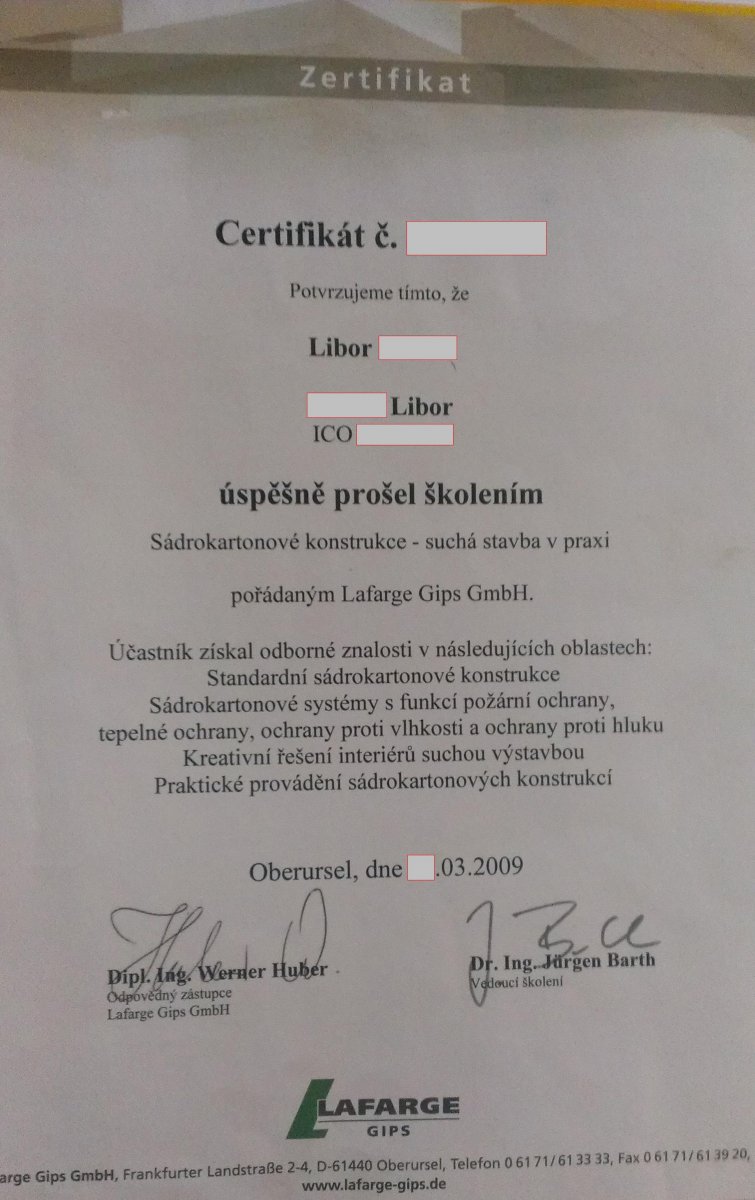 Zertifikat
Certifikát č.
Potvrzujeme tímto, že
Libor
Libor
ICO
úspěšně prošel školením
Sádrokartonové konstrukce - suchá stavba v praxi
pořádaným Lafarge Gips GmbH.
Účastník získal odborné znalosti v následujících oblastech:
Standardní sádrokartonové konstrukce
Sádrokartonové systémy s funkcí požární ochrany,
tepelné ochrany, ochrany proti vlhkosti a ochrany proti hluku
Kreativní řešení interiérů suchou výstavbou
Praktické provádění sádrokartonových konstrukcí
Oberursel, dne .03.2009
Dipl. Ing. Werner Huber
Odpovědný zástupce
Lafarge Gips GmbH
Dr. Ing. Jürgen Barth
Vedoucí školení
LAFARGE
GIPS
arge Gips GmbH, Frankfurter Landstraße 2-4, D-61440 Oberursel, Telefon 0 61 71/ 61 33 33, Fax 0 61 71/ 61 39 20,
www.lafarge-gips.de